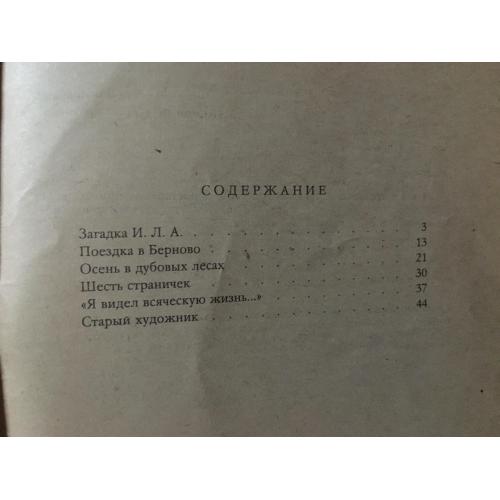 СОДЕРЖАНИЕ
Загадка И. Л. А. 3
Поездка в Берново 13
Осень в дубовых лесах 21
Шесть страничек 30
«Я видел всяческую жизнь...» 37
Старый художник 44